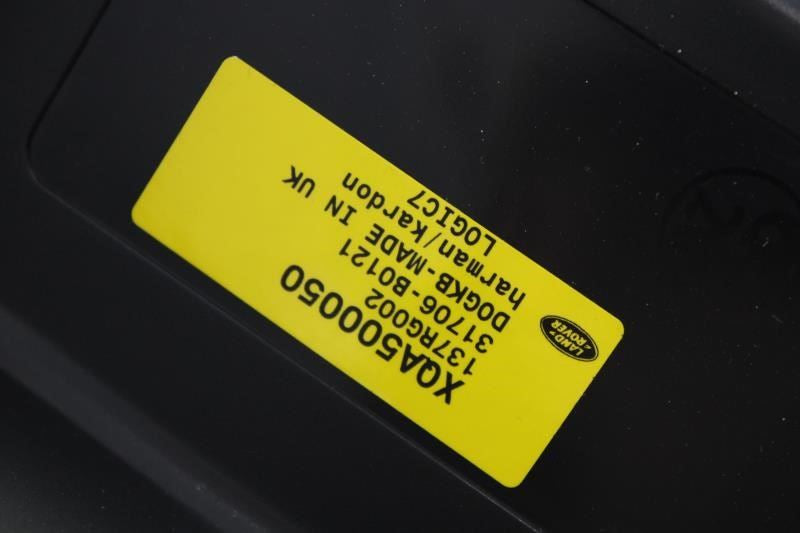 XQA500050
137RG002
31706-B0121
D0GKB-MADE IN UK
harman/kardon
LOGIC7
LAND-
ROVER